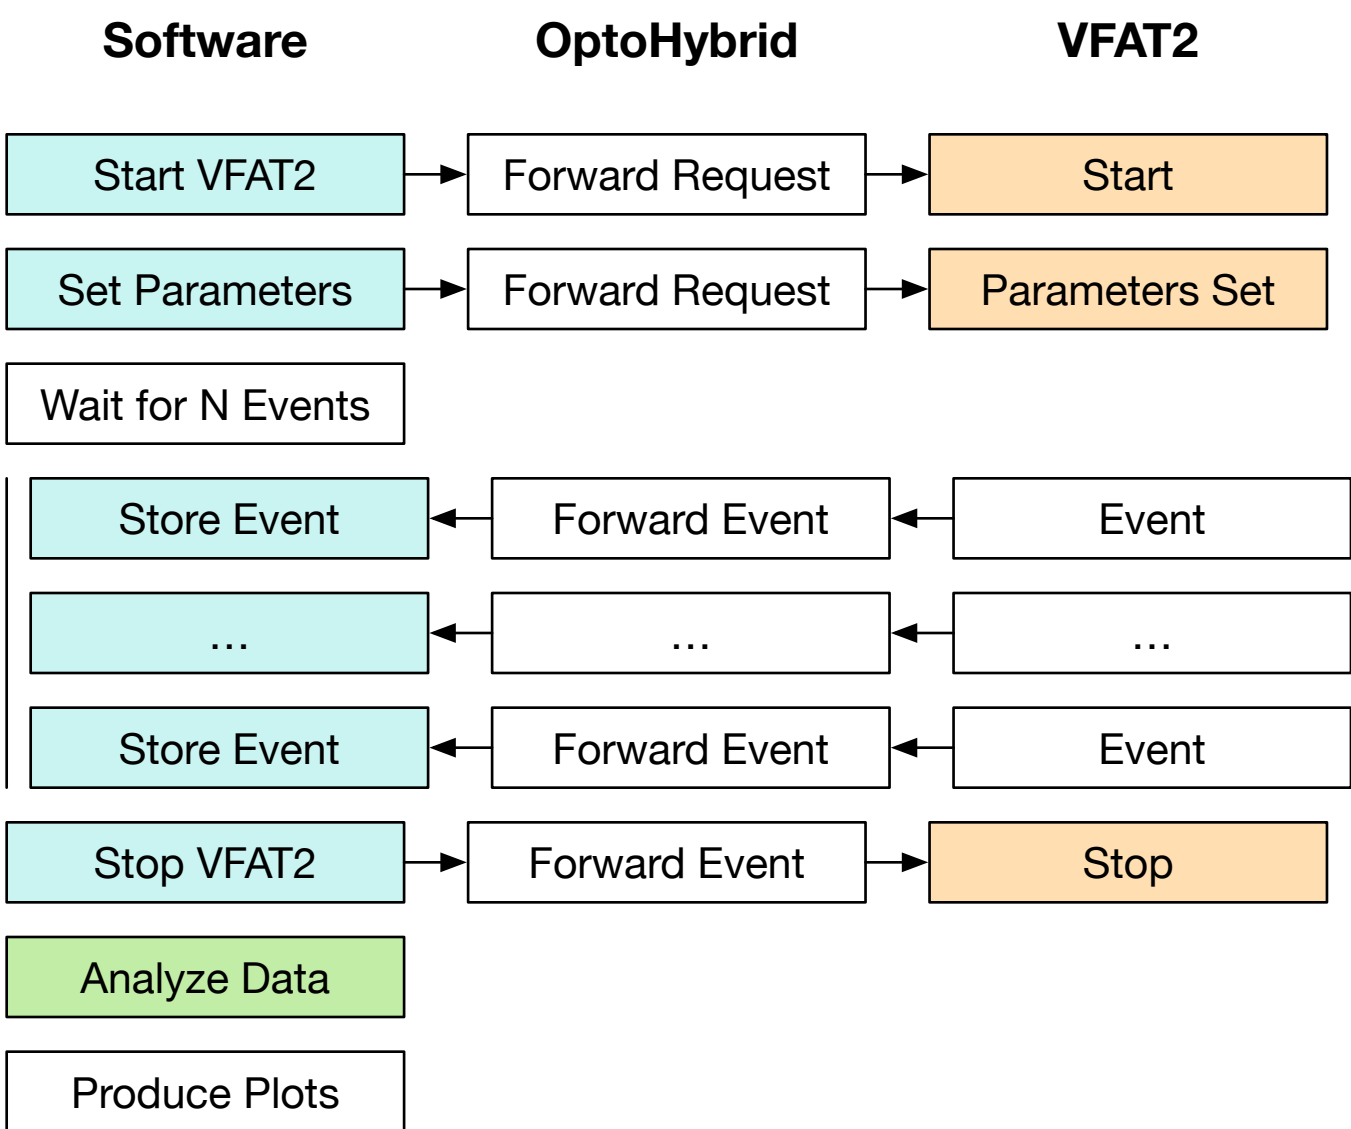 Software OptoHybrid VFAT2
Start VFAT2 Forward Request Start
Set Parameters Forward Request Parameters Set
Wait for N Events
Store Event Forward Event Event
... ... ...
Store Event Forward Event Event
Stop VFAT2 Forward Event Stop
Analyze Data
Produce Plots